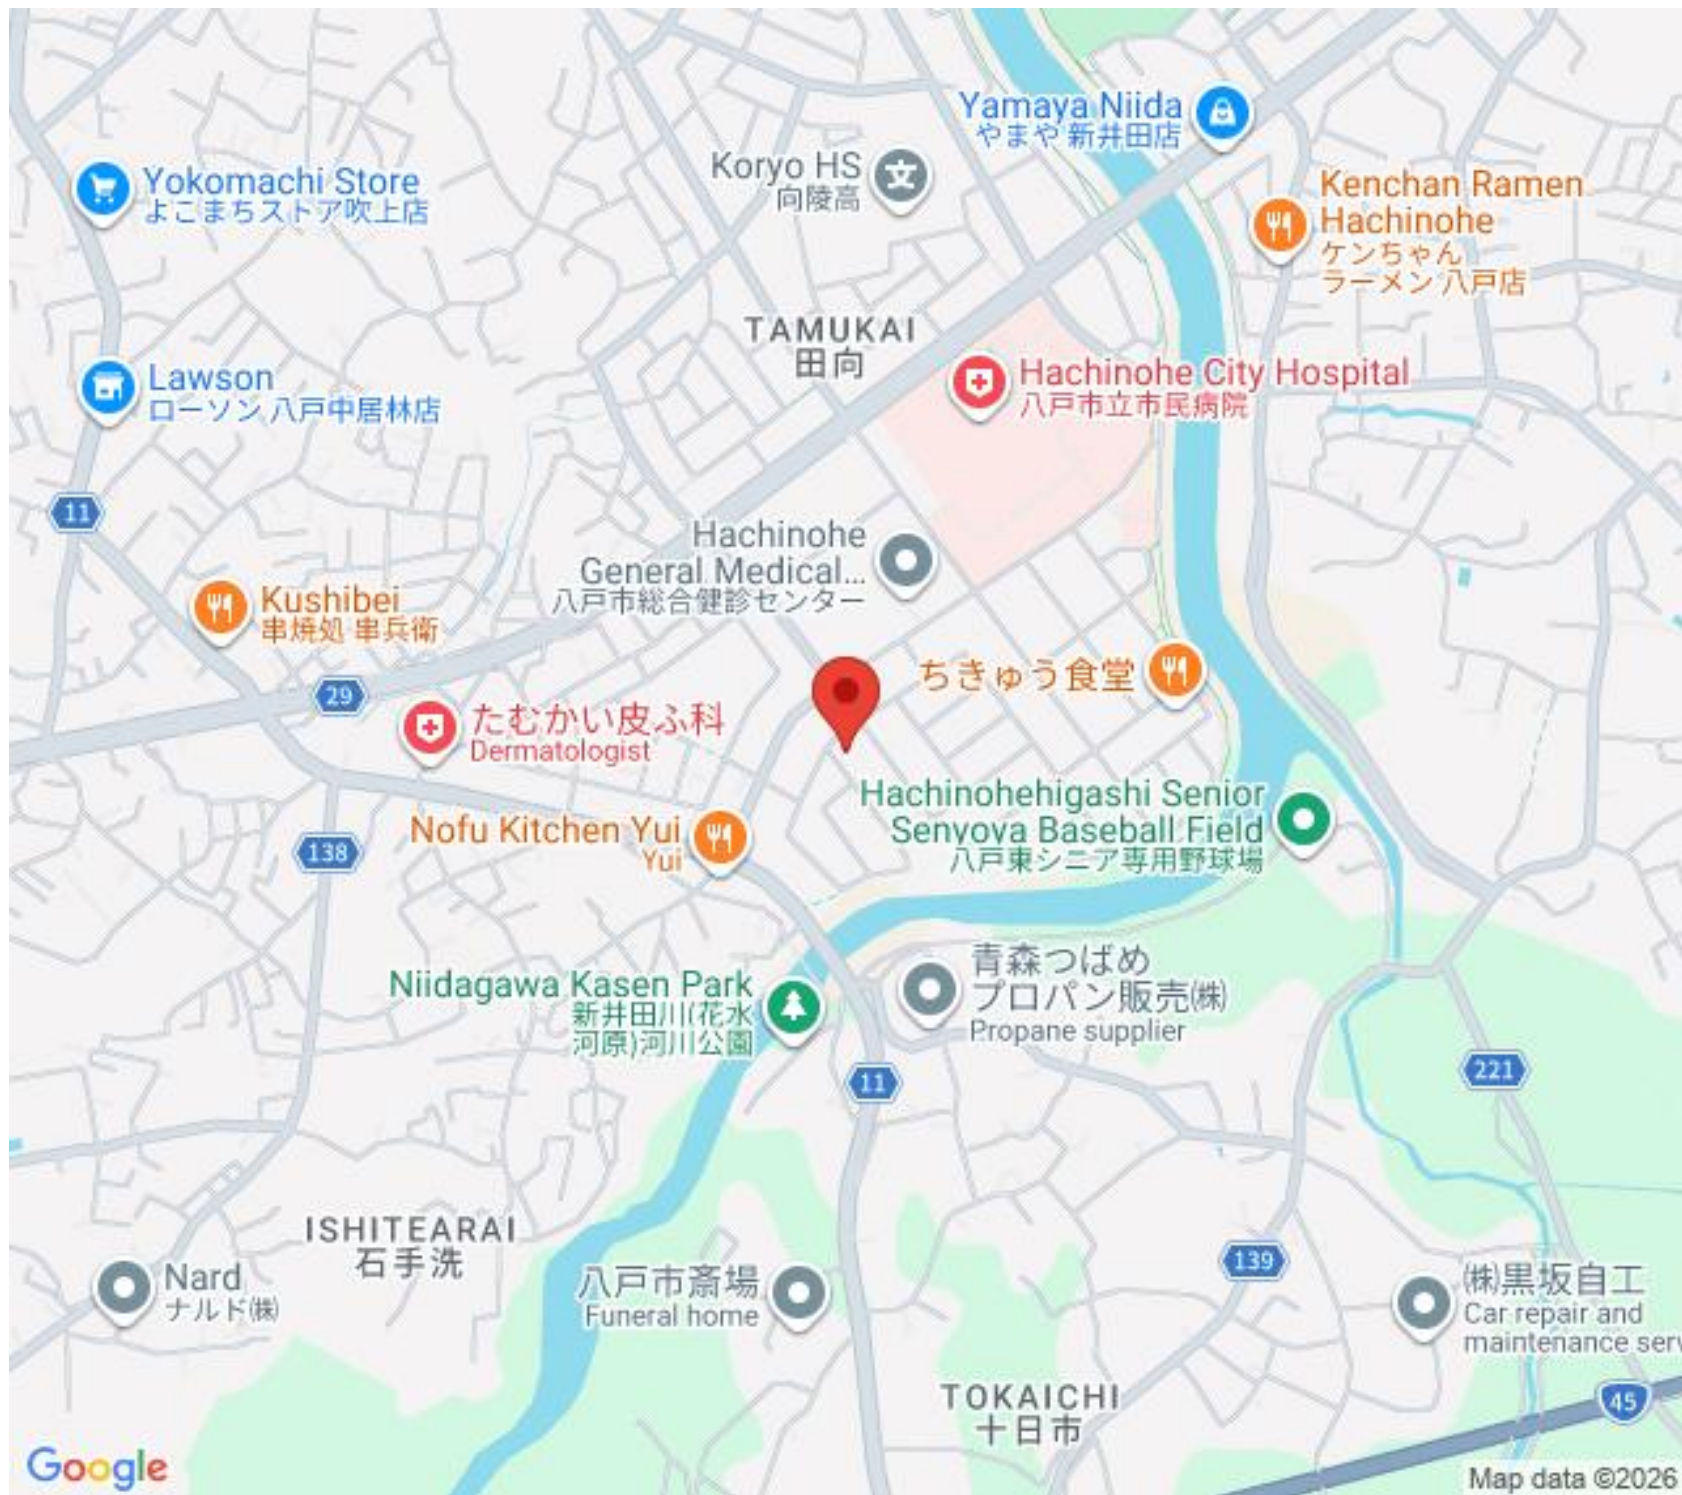 Yamaya Niida
やまや 新井田店
Koryo HS
向陵高
Yokomachi Store
よこまちストア吹上店
Kenchan Ramen
Hachinohe
ケンちゃん
ラーメン 八戸店
TAMUKAI
田向
Hachinohe City Hospital
八戸市立市民病院
Lawson
ローソン 八戸中居林店
11
Hachinohe
General Medical...
八戸市総合健診センター
Kushibei
串焼処 串兵衛
ちきゅう食堂
29
たむかい皮ふ科
Dermatologist
Hachinohehigashi Senior
Senyova Baseball Field
八戸東シニア専用野球場
Nofu Kitchen Yui
Yui
138
青森つばめ
プロパン販売㈱
Propane supplier
Niidagawa Kasen Park
新井田川(花水
河原)河川公園
11
221
ISHITEARAI
石手洗
139
Nard
ナルド㈱
八戸市斎場
Funeral home
㈱黒坂自工
Car repair and
maintenance serv
TOKAICHI
十日市
45
Google
Map data ©2026